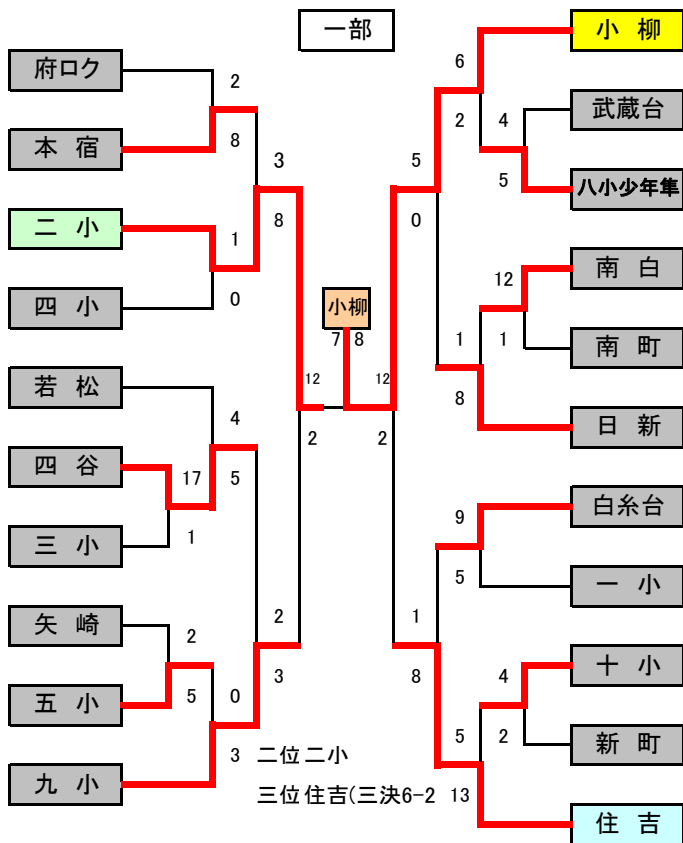 一部
府ロク
本 宿
二 小
四 小
若 松
四 谷
三 小
矢 崎
五 小
九 小
2
8
1
0
3
8
4
17
5
1
2
5
0
3
2
3
12
2
小柳
7 8
12
2
5
0
1
8
6
2
4
5
12
1
1
8
9
5
4
2
5
13
小 柳
武蔵台
八小少年隼
南 白
南 町
日 新
白糸台
一 小
十 小
新 町
住 吉
二位 二小
三位 住吉(三決6-2